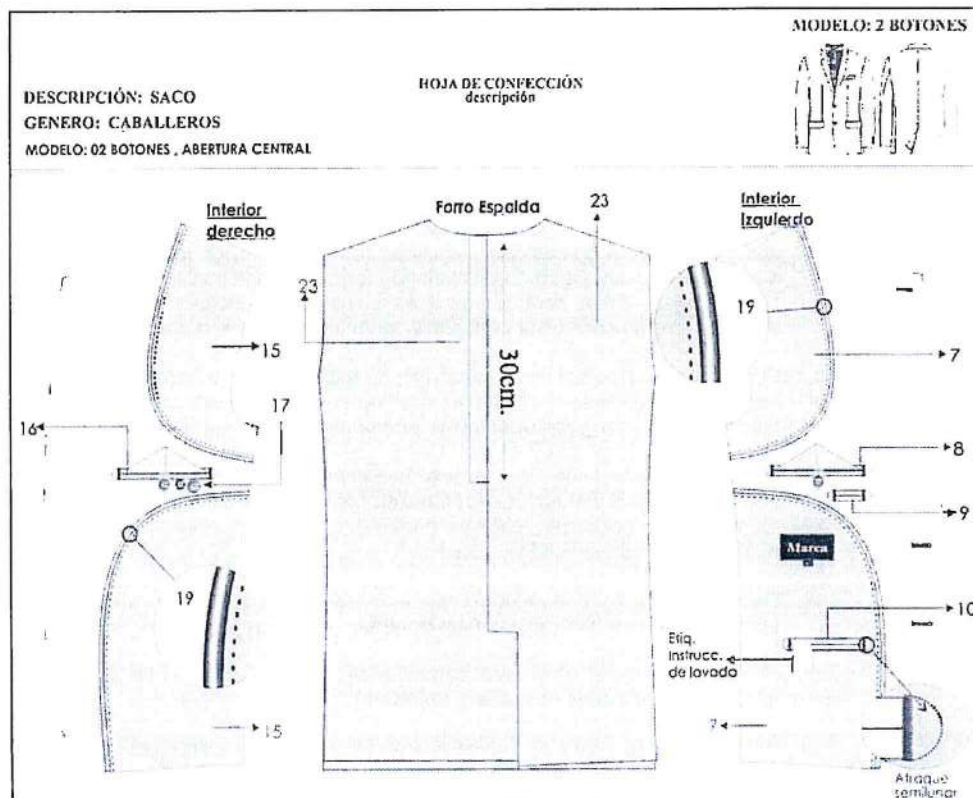 MODELO: 2 BOTONES
HOJA DE CONFECCIÓN
descripción
DESCRIPCIÓN: SACO
GENERO: CABALLEROS
MODELO: 02 BOTONES , ABERTURA CENTRAL
Interior
derecho
Forro Espalda
23
Interior
Izquierdo
23
19
15
30cm.
7
16
17
8
9
Marca
19
10
Etiq.
Instrucc.
de lavado
15
7
Atraque
semilunar